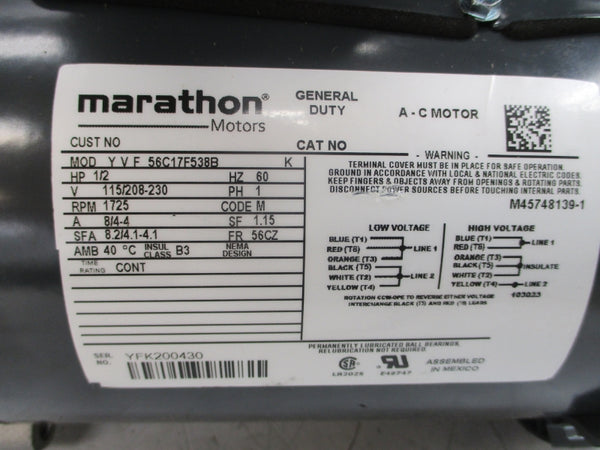 marathon®
Motors
GENERAL
DUTY
A - C MOTOR
CUST NO
CAT NO
MOD YVF 56C17F538B K
HP 1/2 HZ 60
V 115/208-230 PH 1
RPM 1725 CODE M
A 8/4-4 SF 1.15
SFA 8.2/4.1-4.1 FR 56CZ
AMB 40 °C INSUL CLASS B3 NEMA DESIGN
TIME RATING CONT
- WARNING -
TERMINAL COVER MUST BE IN PLACE FOR SAFE OPERATION.
GROUND IN ACCORDANCE WITH LOCAL & NATIONAL ELECTRIC CODES.
KEEP FINGERS & OBJECTS AWAY FROM OPENINGS & ROTATING PARTS.
DISCONNECT POWER BEFORE TOUCHING INTERNAL PARTS.
M45748139-1
LOW VOLTAGE
BLUE (T1)
RED (T8)
LINE 1
ORANGE (T3)
BLACK (T5)
WHITE (T2)
LINE 2
YELLOW (T4)
HIGH VOLTAGE
BLUE (T1)
LINE 1
RED (T8)
ORANGE (T3)
BLACK (T5)
INSULATE
WHITE (T2)
YELLOW (T4)
LINE 2
ROTATION CCW-OPE TO REVERSE EITHER VOLTAGE
INTERCHANGE BLACK (T5) AND RED (T8) LEADS
103023
SER. NO. YFK200430
PERMANENTLY LUBRICATED BALL BEARINGS,
RELUBRICATION NOT REQUIRED.
LR2025
E48747
ASSEMBLED
IN MEXICO